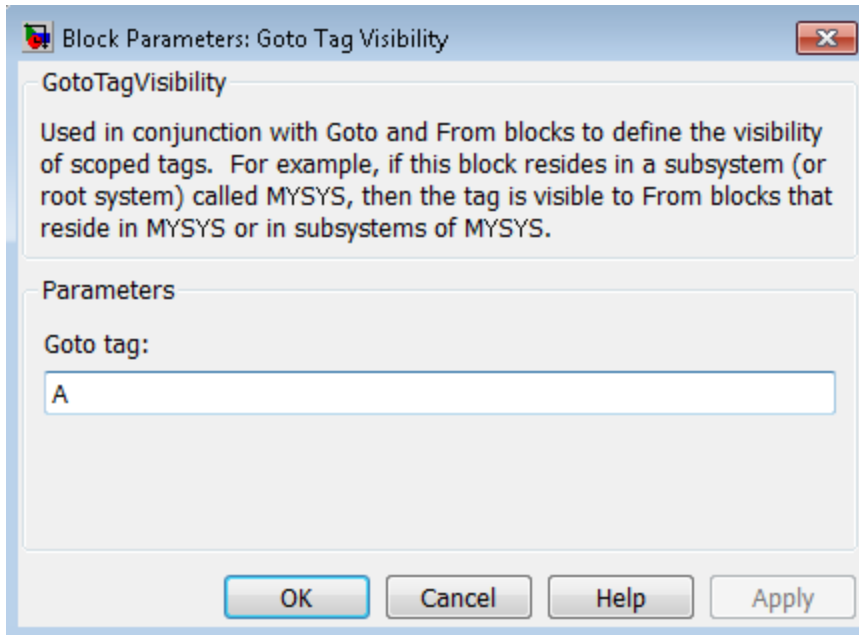 Block Parameters: Goto Tag Visibility
GotoTagVisibility
Used in conjunction with Goto and From blocks to define the visibility
of scoped tags.  For example, if this block resides in a subsystem (or
root system) called MYSYS, then the tag is visible to From blocks that
reside in MYSYS or in subsystems of MYSYS.
Parameters
Goto tag:
A
OK Cancel Help Apply